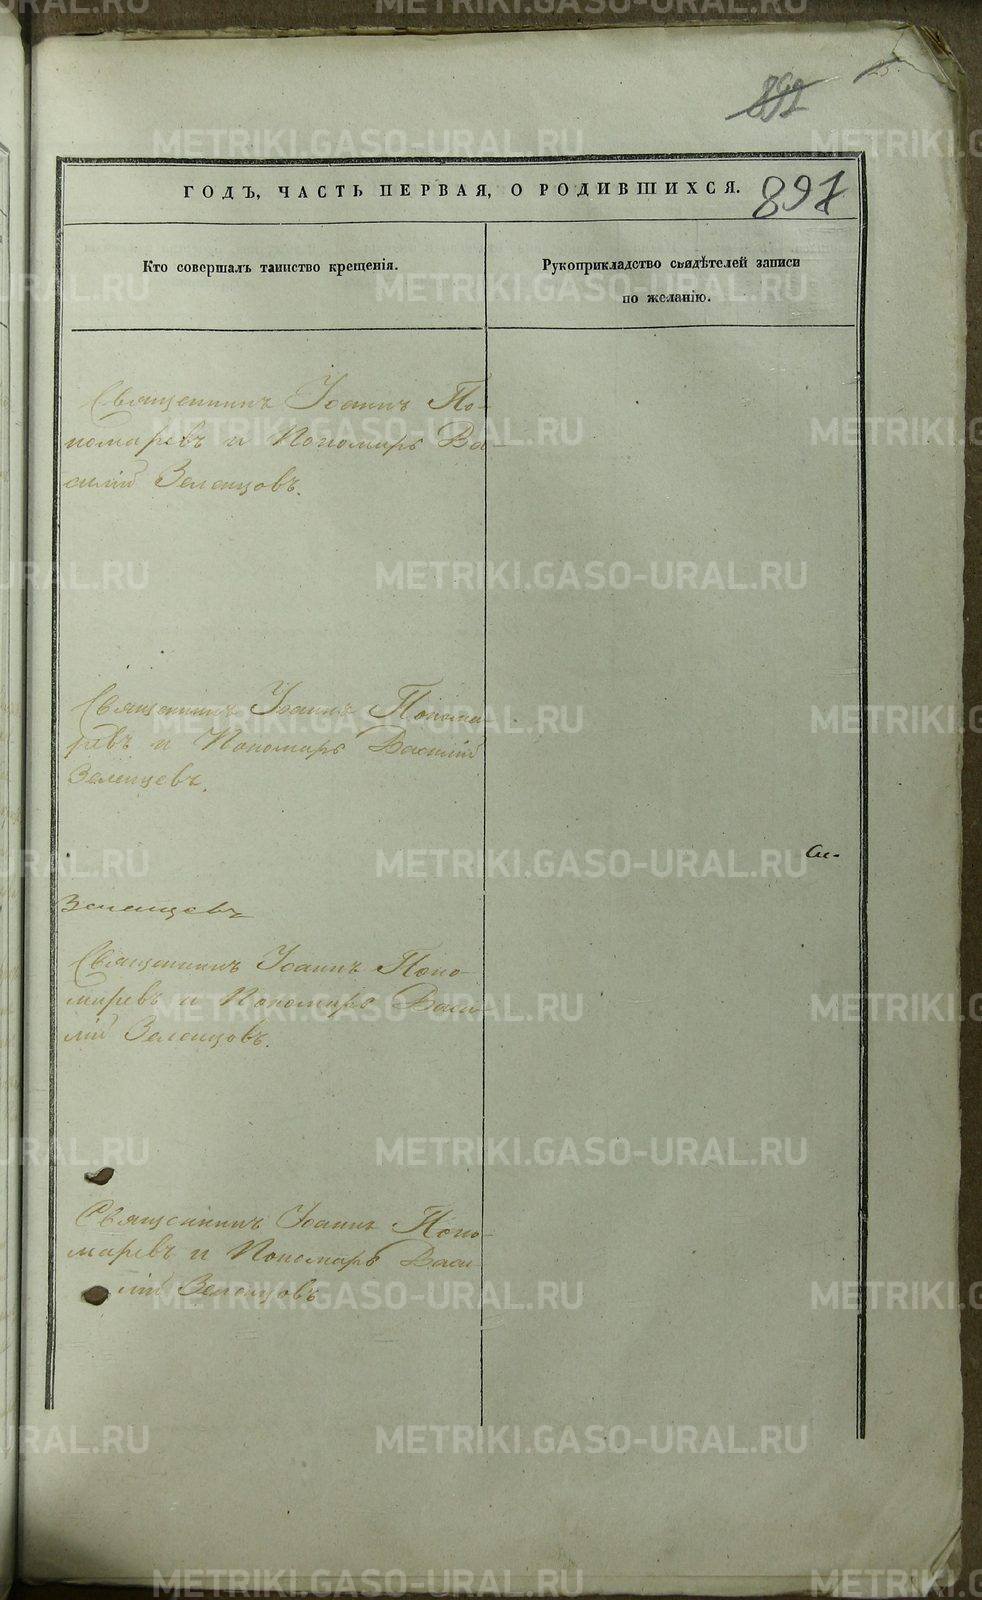 892
ГОДЪ, ЧАСТЬ ПЕРВАЯ, О РОДИВШИХСЯ.
897
Кто совершалъ таинство крещенія.
Рукоприкладство свидѣтелей записи
по желанію.
Священникъ Іоаннъ По-
номаревъ и Пономарь Ва-
силій Зеленцовъ.
Священникъ Іоаннъ Понома-
ревъ и Пономарь Василій
Зеленцевъ.
Зеленцевъ
Священникъ Іоаннъ Поно-
маревъ и Пономарь Васи-
лій Зеленцовъ.
Священникъ Іоаннъ Поно-
маревъ и Пономарь Васи
лій Зеленцовъ
METRIKI.GASO-URAL.RU